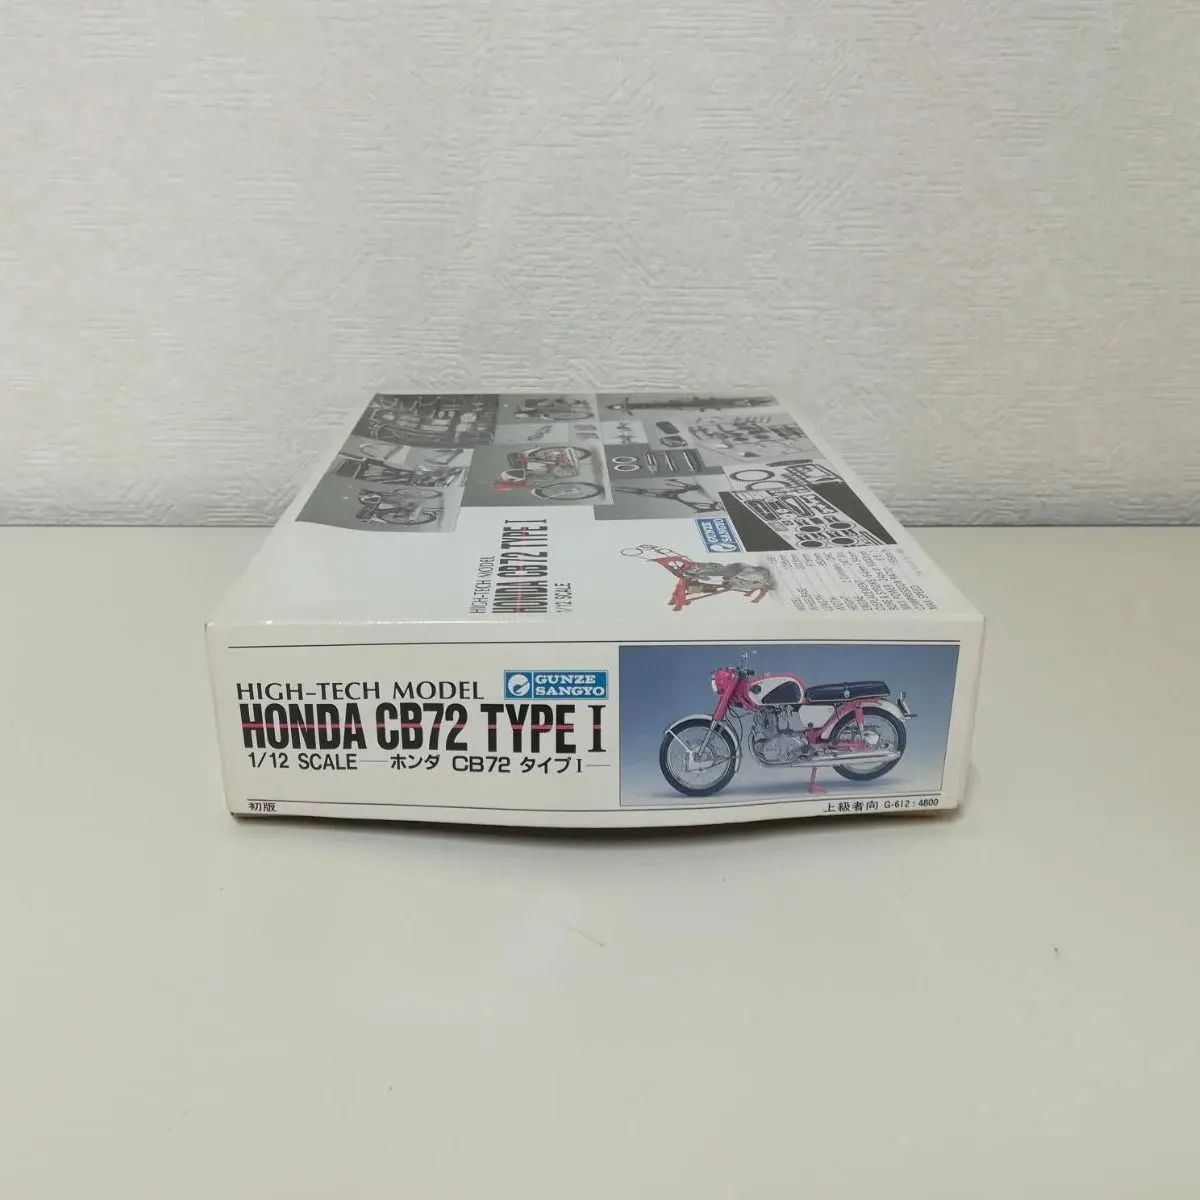 HIGH-TECH MODEL
HONDA CB72 TYPE I
1/12 SCALE
GUNZE
SANGYO
HIGH-TECH MODEL
GUNZE
SANGYO
HONDA CB72 TYPE I
1/12 SCALE—ホンダ CB72 タイプI—
初版
上級者向 G-612:4800